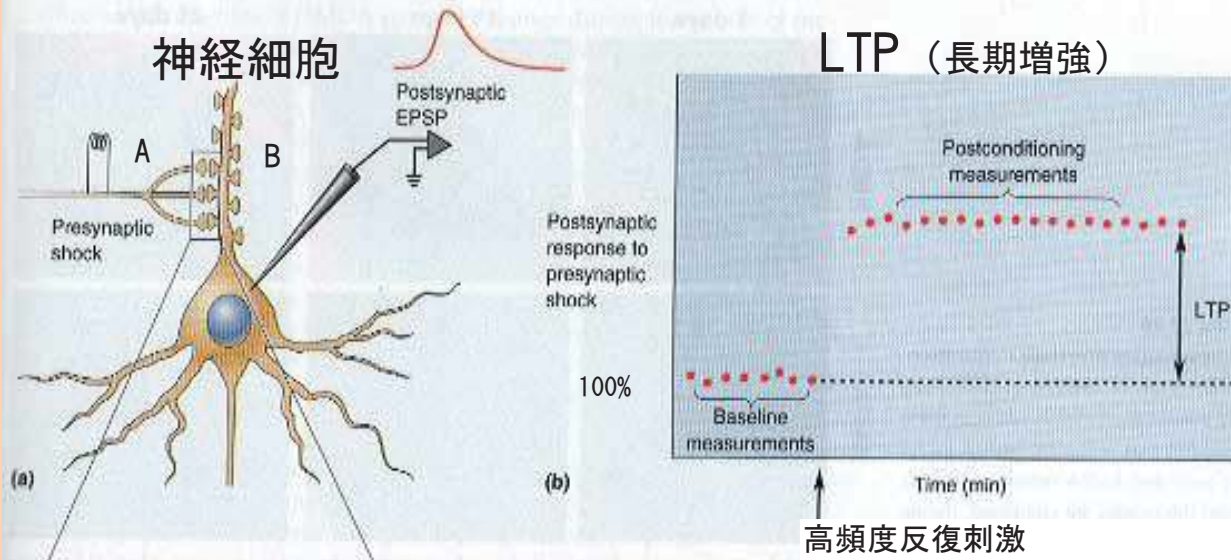 神経細胞
Postsynaptic
EPSP
A
B
Presynaptic
shock
(a)
LTP （長期増強）
Postsynaptic
response to
presynaptic
shock
Postconditioning
measurements
LTP
100%
Baseline
measurements
(b)
Time (min)
高頻度反復刺激